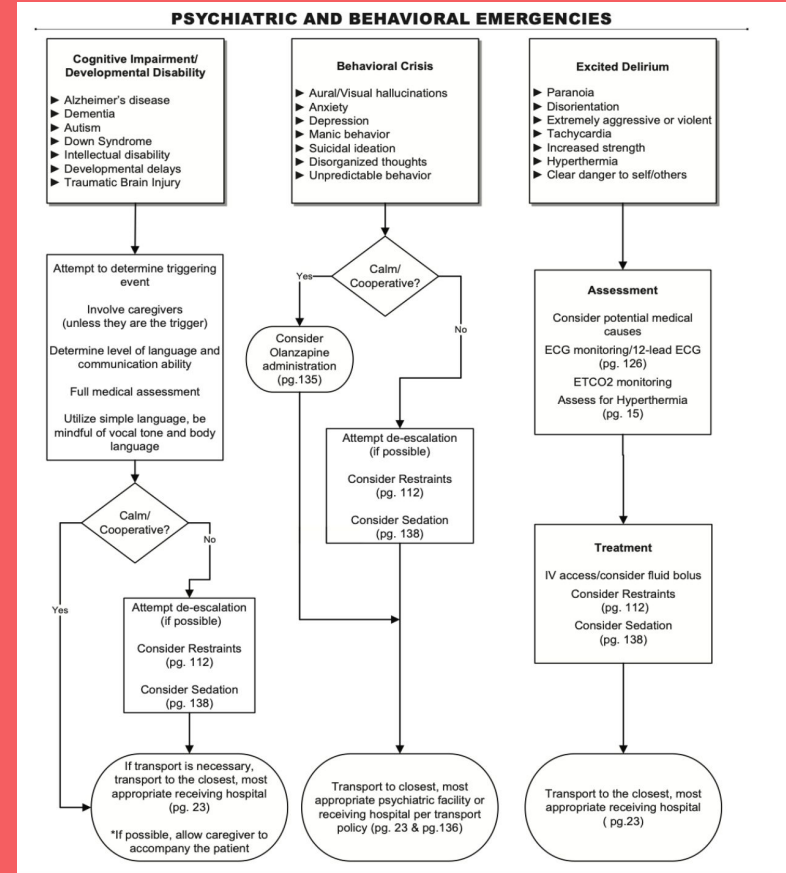 PSYCHIATRIC AND BEHAVIORAL EMERGENCIES
Cognitive Impairment/
Developmental Disability
► Alzheimer's disease
► Dementia
► Autism
► Down Syndrome
► Intellectual disability
► Developmental delays
► Traumatic Brain Injury
Attempt to determine triggering
event
Involve caregivers
(unless they are the trigger)
Determine level of language and
communication ability
Full medical assessment
Utilize simple language, be
mindful of vocal tone and body
language
Calm/
Cooperative?
No
Yes
Attempt de-escalation
(if possible)
Consider Restraints
(pg. 112)
Consider Sedation
(pg. 138)
If transport is necessary,
transport to the closest, most
appropriate receiving hospital
(pg. 23)
*If possible, allow caregiver to
accompany the patient
Behavioral Crisis
► Aural/Visual hallucinations
► Anxiety
► Depression
► Manic behavior
► Suicidal ideation
► Disorganized thoughts
► Unpredictable behavior
Calm/
Cooperative?
Yes
No
Consider
Olanzapine
administration
(pg.135)
Attempt de-escalation
(if possible)
Consider Restraints
(pg. 112)
Consider Sedation
(pg. 138)
Transport to closest, most
appropriate psychiatric facility or
receiving hospital per transport
policy (pg. 23 & pg.136)
Excited Delirium
► Paranoia
► Disorientation
► Extremely aggressive or violent
► Tachycardia
► Increased strength
► Hyperthermia
► Clear danger to self/others
Assessment
Consider potential medical
causes
ECG monitoring/12-lead ECG
(pg. 126)
ETCO2 monitoring
Assess for Hyperthermia
(pg. 15)
Treatment
IV access/consider fluid bolus
Consider Restraints
(pg. 112)
Consider Sedation
(pg. 138)
Transport to the closest, most
appropriate receiving hospital
( pg.23)